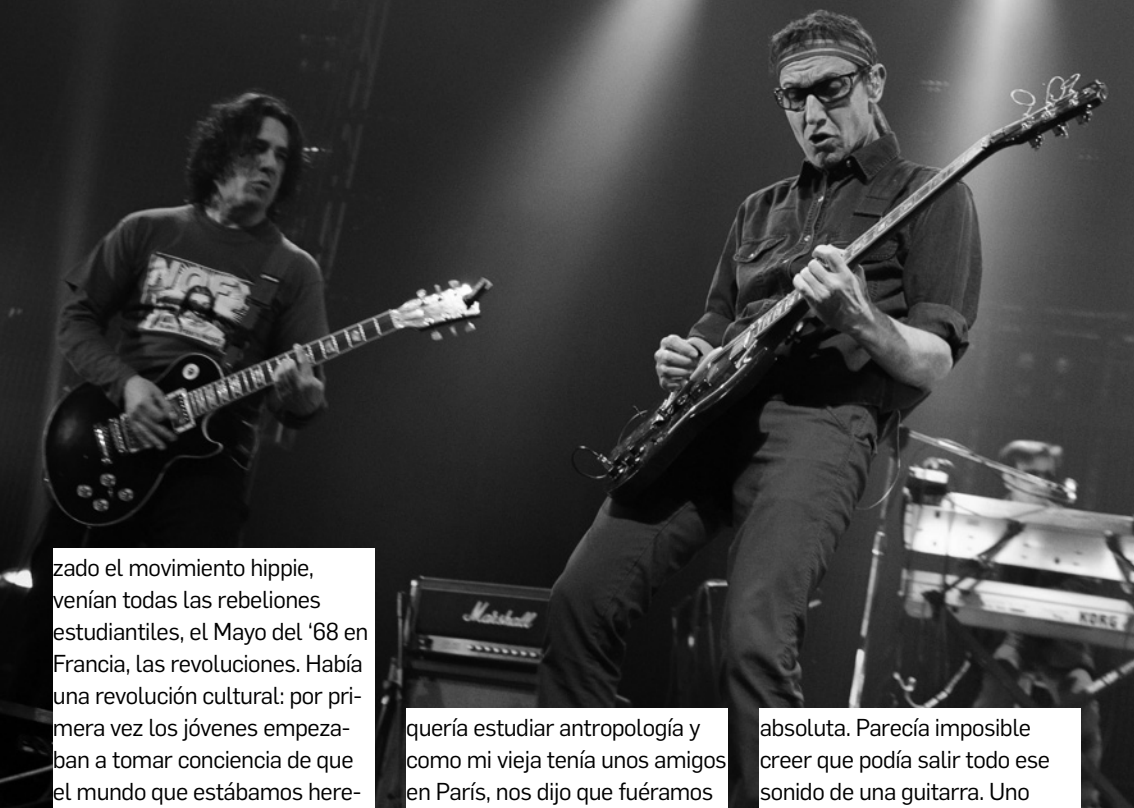 NOFX
Marshall
KORG
zado el movimiento hippie,
venían todas las rebeliones
estudiantiles, el Mayo del ‘68 en
Francia, las revoluciones. Había
una revolución cultural: por pri-
mera vez los jóvenes empeza-
ban a tomar conciencia de que
el mundo que estábamos here-
quería estudiar antropología y
como mi vieja tenía unos amigos
en París, nos dijo que fuéramos
absoluta. Parecía imposible
creer que podía salir todo ese
sonido de una guitarra. Uno